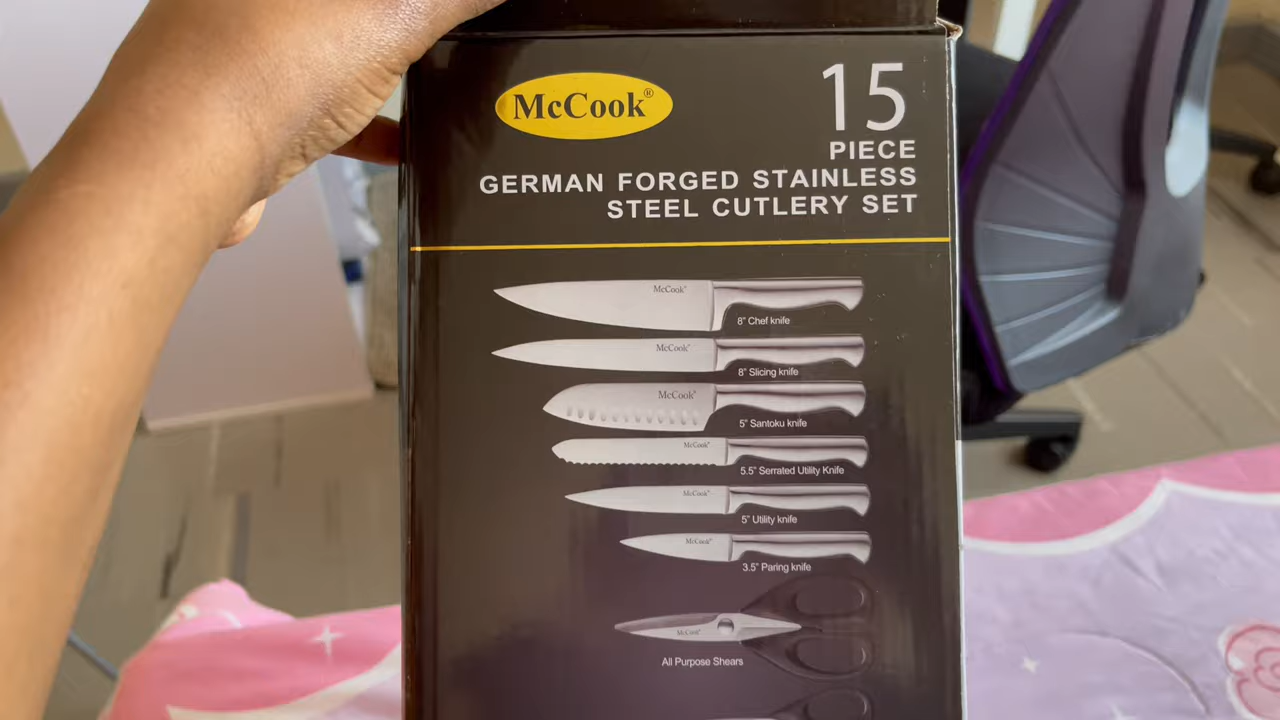 McCook®
15
PIECE
GERMAN FORGED STAINLESS
STEEL CUTLERY SET
McCook®
8" Chef knife
McCook®
8" Slicing knife
McCook®
5" Santoku knife
McCook®
5.5" Serrated Utility Knife
McCook®
5" Utility knife
McCook®
3.5" Paring knife
McCook®
All Purpose Shears